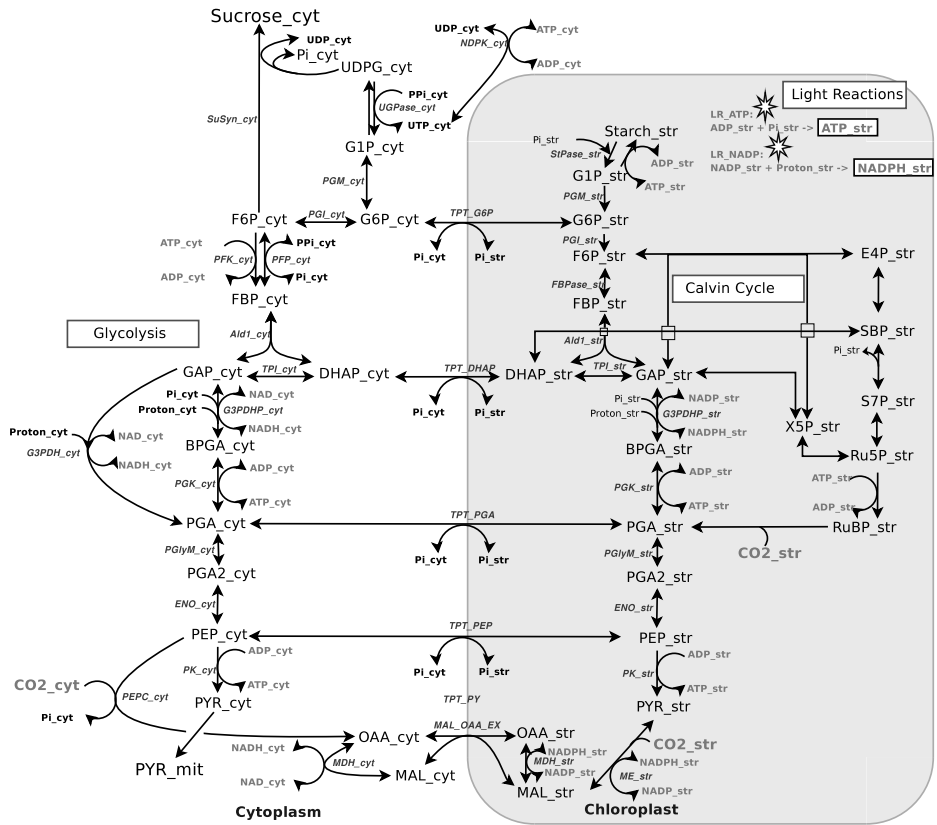 Sucrose_cyt
UDP_cyt
Pi_cyt
UDPG_cyt
UDP_cyt
NDPK_cyt
ATP_cyt
ADP_cyt
PPi_cyt
UGPase_cyt
UTP_cyt
SuSyn_cyt
G1P_cyt
PGM_cyt
F6P_cyt
PGI_cyt
G6P_cyt
TPT_G6P
Pi_cyt
Pi_str
ATP_cyt
PFK_cyt
ADP_cyt
PPi_cyt
PFP_cyt
Pi_cyt
FBP_cyt
Glycolysis
Ald1_cyt
GAP_cyt
TPI_cyt
DHAP_cyt
TPT_DHAP
Pi_cyt
Pi_str
Pi_cyt
Proton_cyt
NAD_cyt
G3PDHP_cyt
NADH_cyt
Proton_cyt
G3PDH_cyt
NAD_cyt
NADH_cyt
BPGA_cyt
ADP_cyt
PGK_cyt
ATP_cyt
PGA_cyt
TPT_PGA
Pi_cyt
Pi_str
PGlyM_cyt
PGA2_cyt
ENO_cyt
PEP_cyt
TPT_PEP
Pi_cyt
Pi_str
ADP_cyt
PK_cyt
ATP_cyt
CO2_cyt
PEPC_cyt
Pi_cyt
PYR_cyt
TPT_PY
PYR_mit
OAA_cyt
MAL_OAA_EX
OAA_str
NADH_cyt
MDH_cyt
NAD_cyt
MAL_cyt
NADPH_str
MDH_str
NADP_str
MAL_str
Cytoplasm
Chloroplast
Light Reactions
LR_ATP:
ADP_str + Pi_str -> ATP_str
LR_NADP:
NADP_str + Proton_str -> NADPH_str
Starch_str
Pi_str
StPase_str
ADP_str
ATP_str
G1P_str
PGM_str
G6P_str
PGI_str
F6P_str
E4P_str
FBPase_str
Calvin Cycle
FBP_str
Ald1_str
SBP_str
Pi_str
DHAP_str
TPI_str
GAP_str
S7P_str
Pi_str
Proton_str
NADP_str
G3PDHP_str
NADPH_str
X5P_str
BPGA_str
Ru5P_str
ADP_str
PGK_str
ATP_str
ATP_str
ADP_str
PGA_str
RuBP_str
CO2_str
PGlyM_str
PGA2_str
ENO_str
PEP_str
ADP_str
PK_str
ATP_str
PYR_str
CO2_str
NADPH_str
ME_str
NADP_str